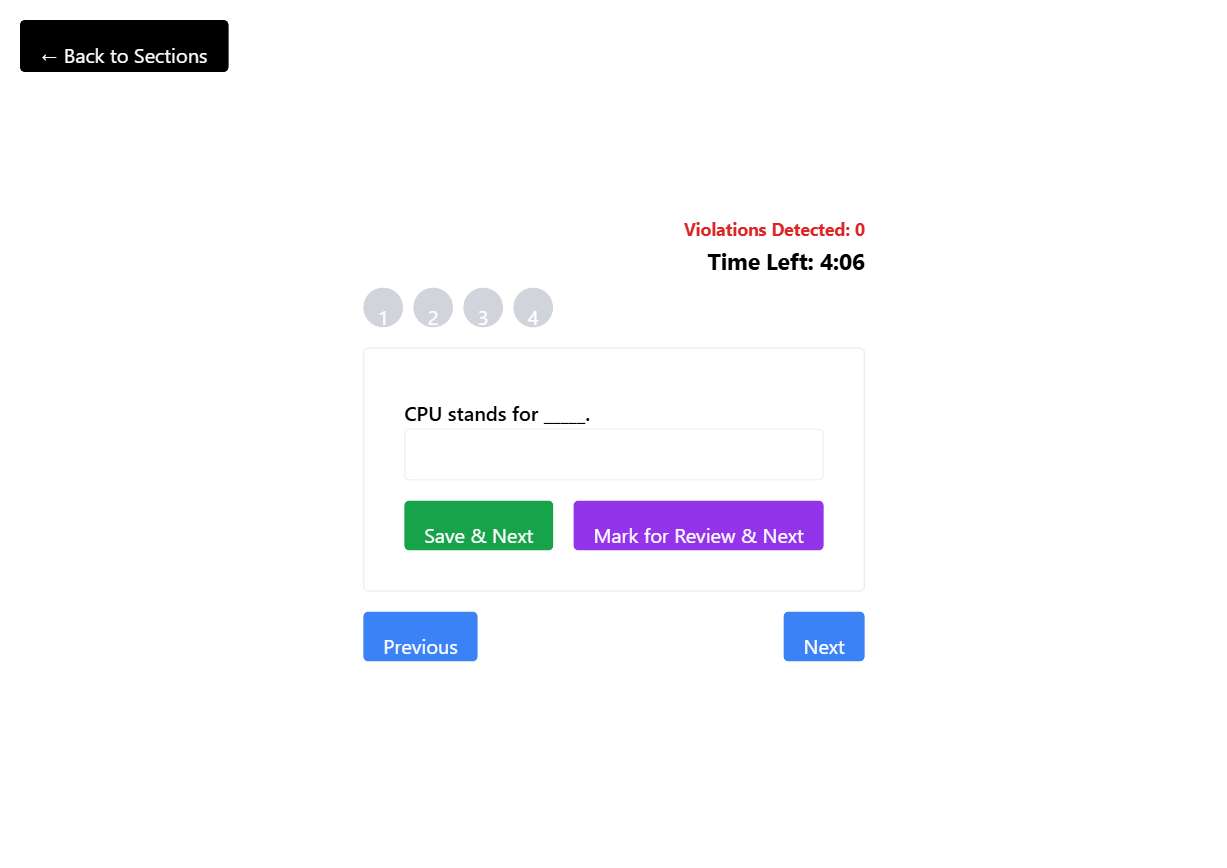 ← Back to Sections
Violations Detected: 0
Time Left: 4:06
1 2 3 4
CPU stands for _____.
Save & Next Mark for Review & Next
Previous Next